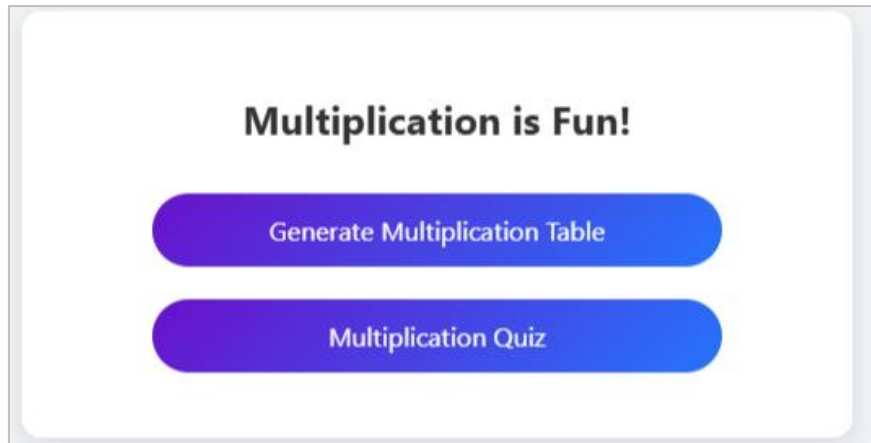 Multiplication is Fun!
Generate Multiplication Table
Multiplication Quiz